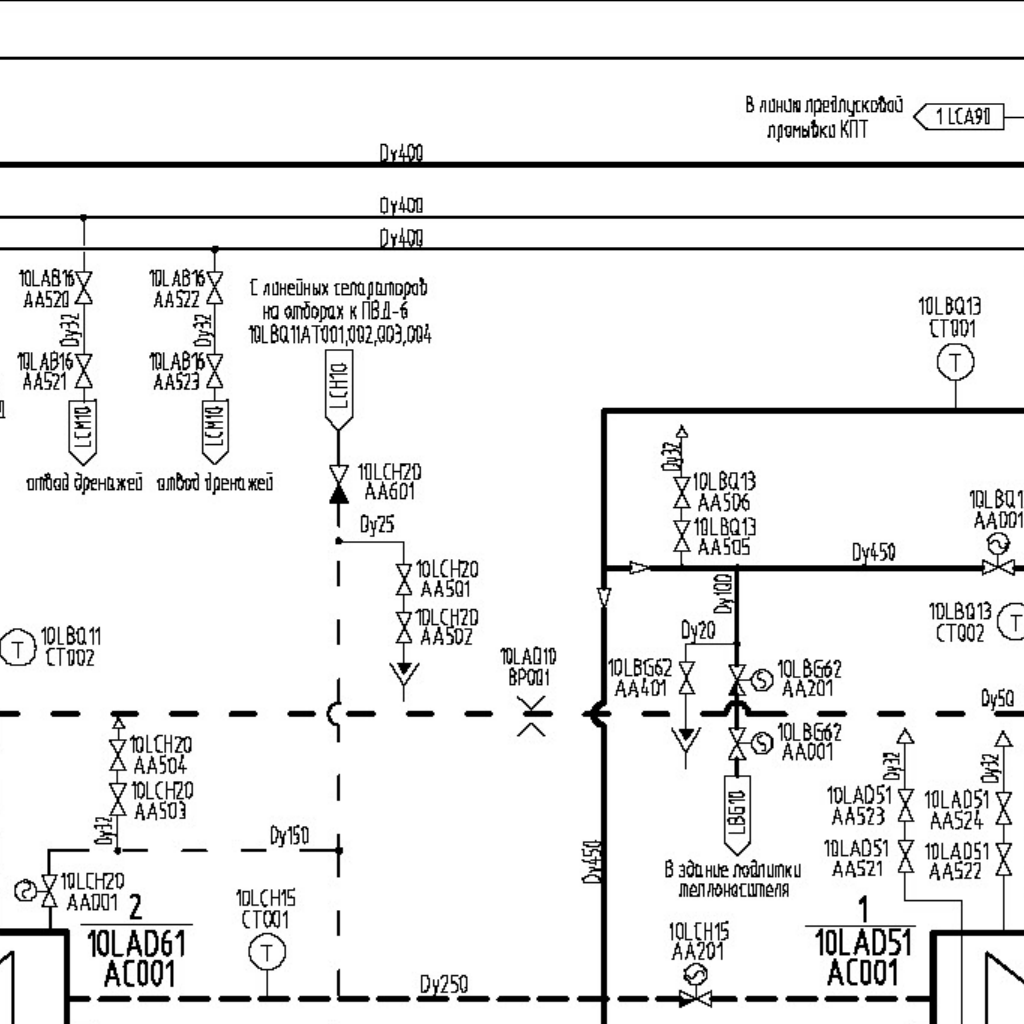 В линию предпусковой
промывки КПТ
1 LCA90
Dy400
Dy400
Dy400
10LAB16
AA520
Dy32
10LAB16
AA521
LCM10
отвод дренажей
10LAB16
AA522
Dy32
10LAB16
AA523
LCM10
отвод дренажей
С линейных сепараторов
на отборах к ПВД-6
10LBQ11AT001,002,003,004
LCH10
10LCH20
AA601
Dy25
10LCH20
AA501
10LCH20
AA502
10LBQ13
CT001
T
Dy32
10LBQ13
AA506
10LBQ13
AA505
Dy450
10LBQ1
AA001
10LBQ13
CT002
T
Dy100
Dy20
10LBG62
AA401
10LBG62
AA201
10LBG62
AA001
LBG10
В здание подпитки
теплоносителя
T
10LBQ11
CT002
10LAQ10
BP001
Dy50
10LCH20
AA504
10LCH20
AA503
Dy32
Dy150
10LCH20
AA001
2
10LAD61
AC001
10LCH15
CT001
T
Dy250
Dy450
10LCH15
AA201
Dy32
10LAD51
AA523
10LAD51
AA521
Dy32
10LAD51
AA524
10LAD51
AA522
1
10LAD51
AC001